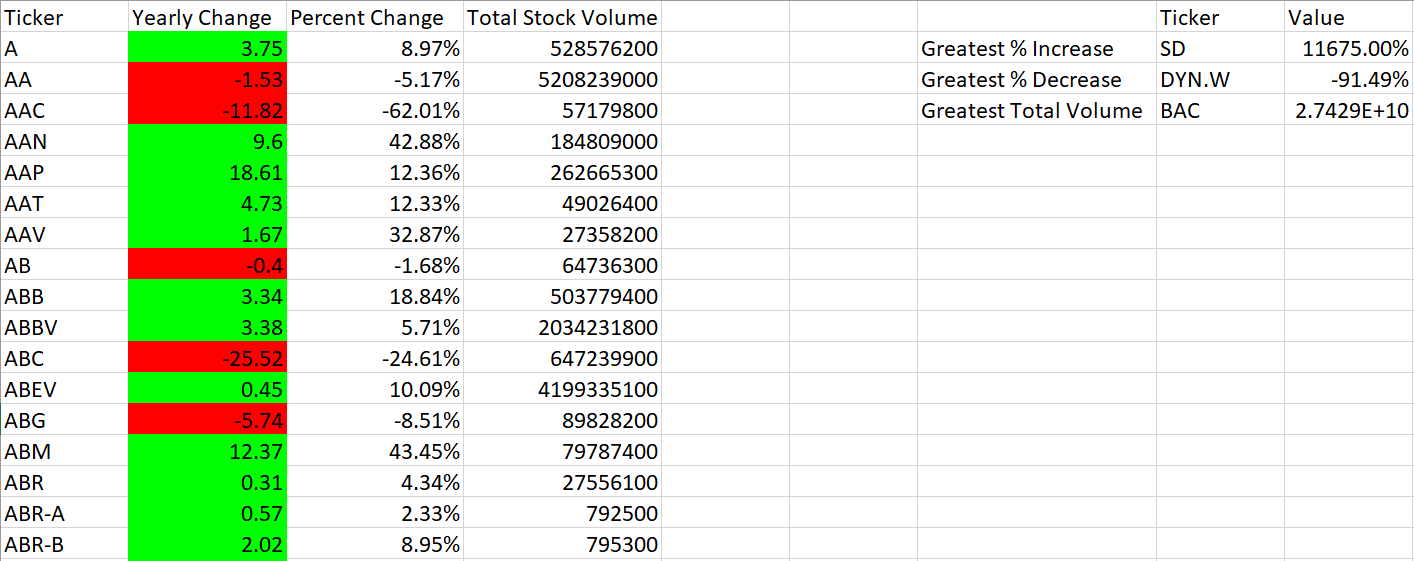 Ticker Yearly Change Percent Change Total Stock Volume Ticker Value
A 3.75 8.97% 528576200 Greatest % Increase SD 11675.00%
AA -1.53 -5.17% 5208239000 Greatest % Decrease DYN.W -91.49%
AAC -11.82 -62.01% 57179800 Greatest Total Volume BAC 2.7429E+10
AAN 9.6 42.88% 184809000
AAP 18.61 12.36% 262665300
AAT 4.73 12.33% 49026400
AAV 1.67 32.87% 27358200
AB -0.4 -1.68% 64736300
ABB 3.34 18.84% 503779400
ABBV 3.38 5.71% 2034231800
ABC -25.52 -24.61% 647239900
ABEV 0.45 10.09% 4199335100
ABG -5.74 -8.51% 89828200
ABM 12.37 43.45% 79787400
ABR 0.31 4.34% 27556100
ABR-A 0.57 2.33% 792500
ABR-B 2.02 8.95% 795300